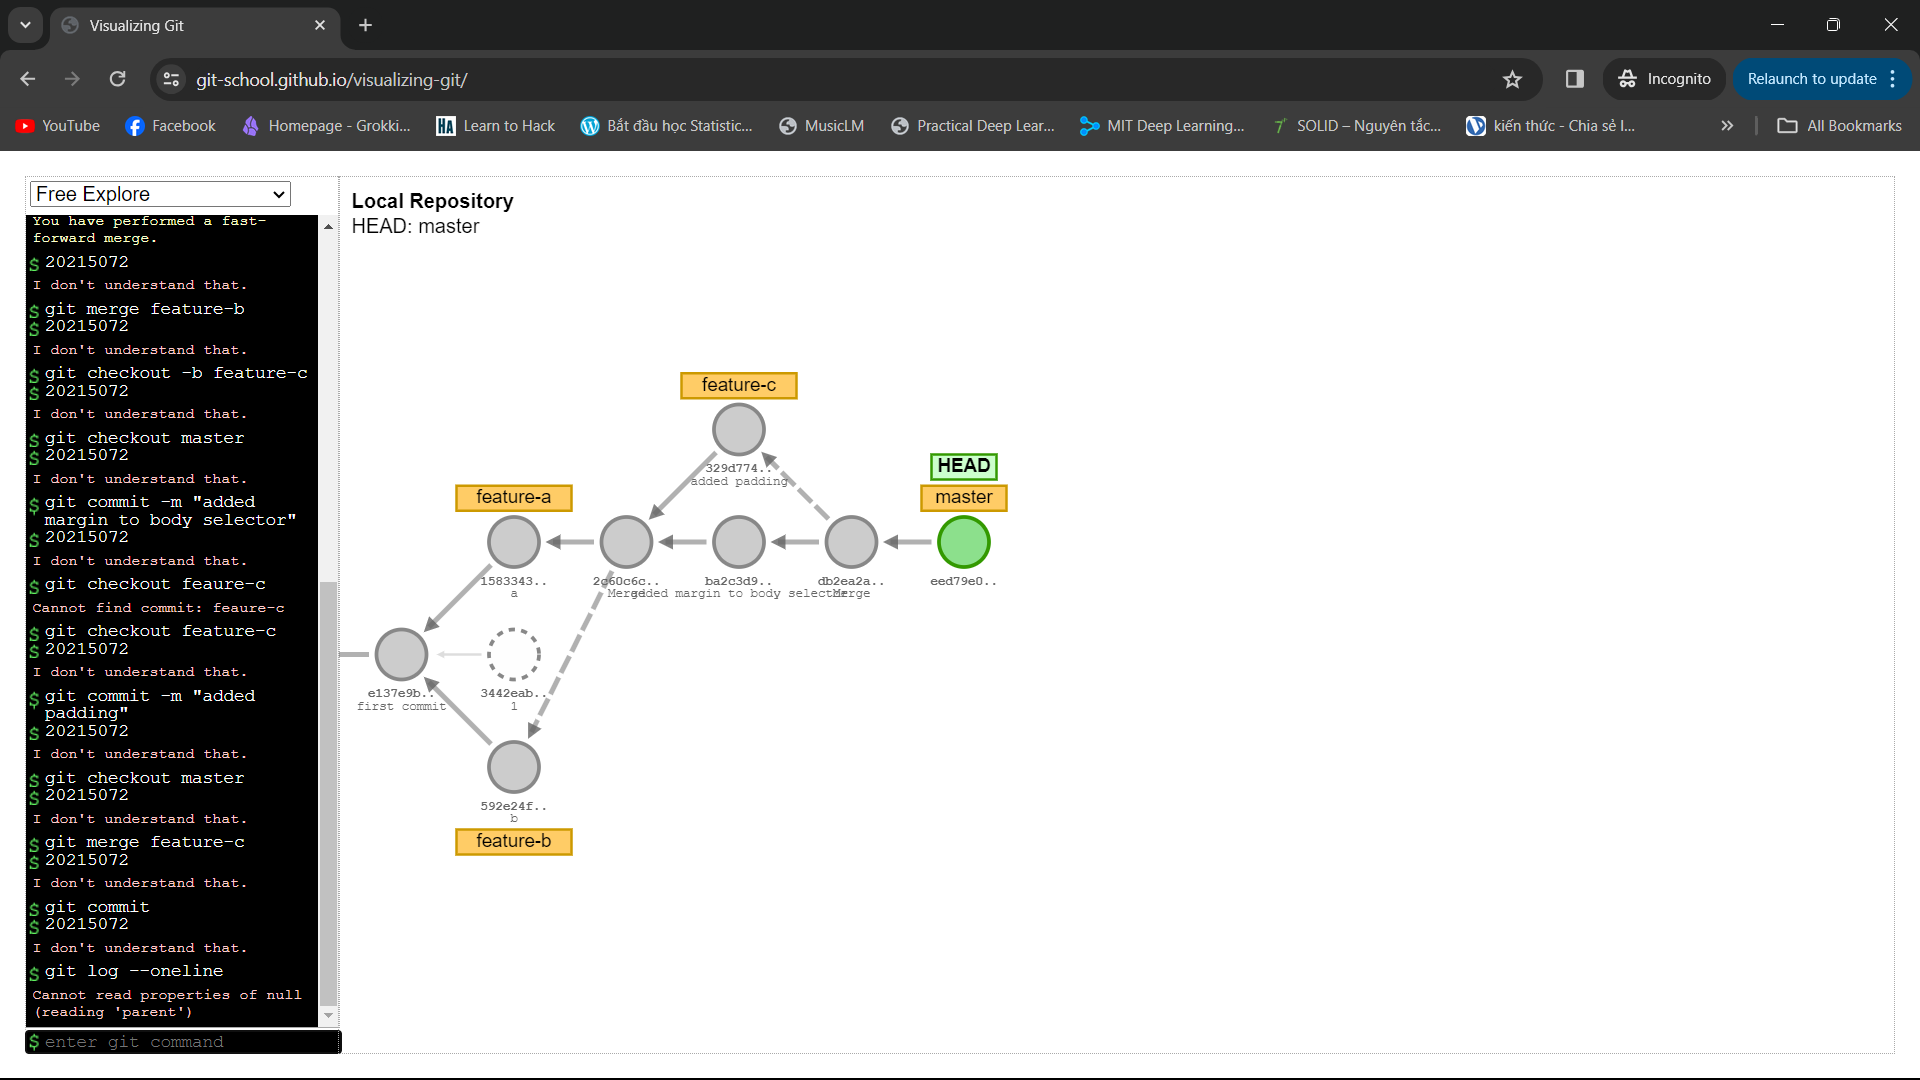 Visualizing Git
git-school.github.io/visualizing-git/
Incognito
Relaunch to update
YouTube
Facebook
Homepage - Grokki...
Learn to Hack
Bắt đầu học Statistic...
MusicLM
Practical Deep Lear...
MIT Deep Learning...
SOLID – Nguyên tắc...
kiến thức - Chia sẻ I...
All Bookmarks
Free Explore
You have performed a fast-
forward merge.
$ 20215072
I don't understand that.
$ git merge feature-b
$ 20215072
I don't understand that.
$ git checkout -b feature-c
$ 20215072
I don't understand that.
$ git checkout master
$ 20215072
I don't understand that.
$ git commit -m "added
margin to body selector"
$ 20215072
I don't understand that.
$ git checkout feaure-c
Cannot find commit: feaure-c
$ git checkout feature-c
$ 20215072
I don't understand that.
$ git commit -m "added
padding"
$ 20215072
I don't understand that.
$ git checkout master
$ 20215072
I don't understand that.
$ git merge feature-c
$ 20215072
I don't understand that.
$ git commit
$ 20215072
I don't understand that.
$ git log --oneline
Cannot read properties of null
(reading 'parent')
$ enter git command
Local Repository
HEAD: master
feature-c
329d774..
added padding
HEAD
feature-a
master
1583343..
a
2c60c6c..
Merge
ba2c3d9..
added margin to body selector
db2ea2a..
Merge
eed79e0..
e137e9b..
first commit
3442eab..
1
592e24f..
b
feature-b